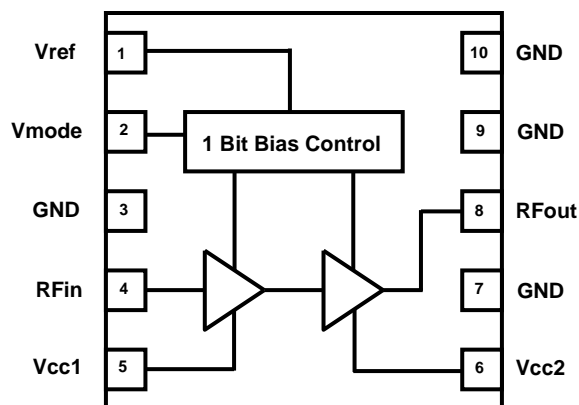 Vref 1
10 GND
Vmode 2
1 Bit Bias Control
9 GND
GND 3
8 RFout
RFin 4
7 GND
Vcc1 5
6 Vcc2